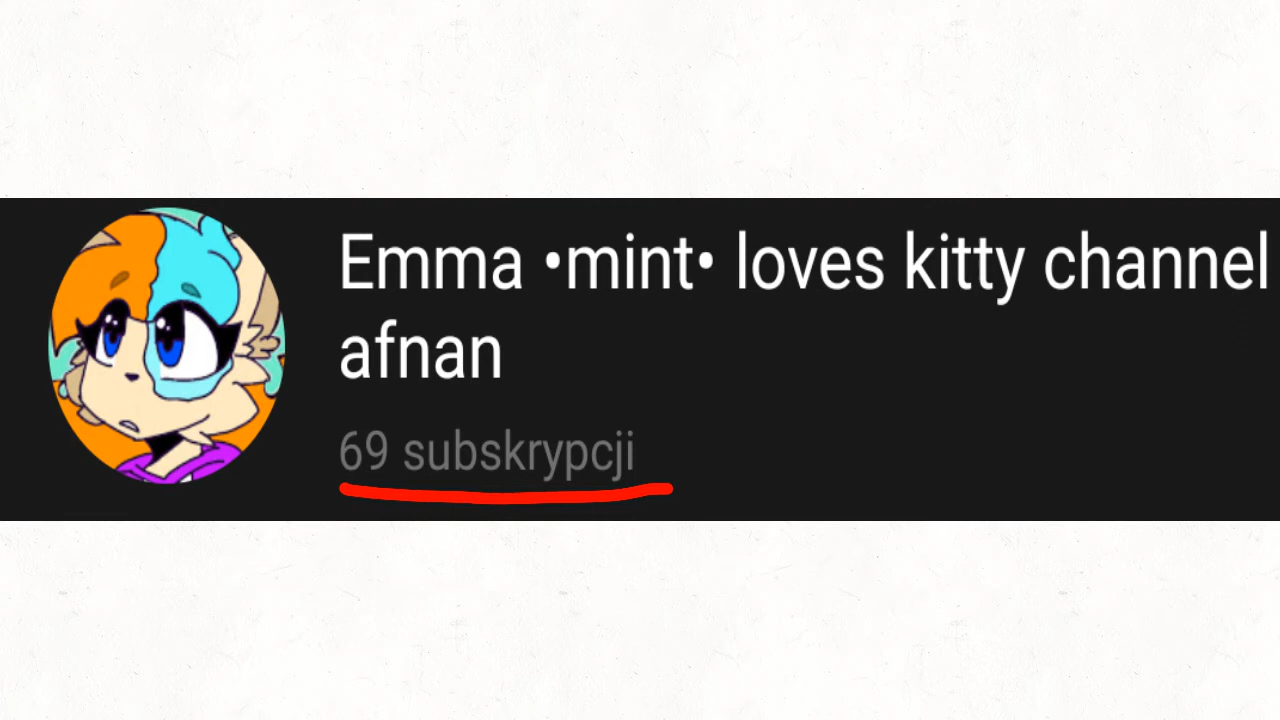 Emma •mint• loves kitty channel
afnan
69 subskrypcji